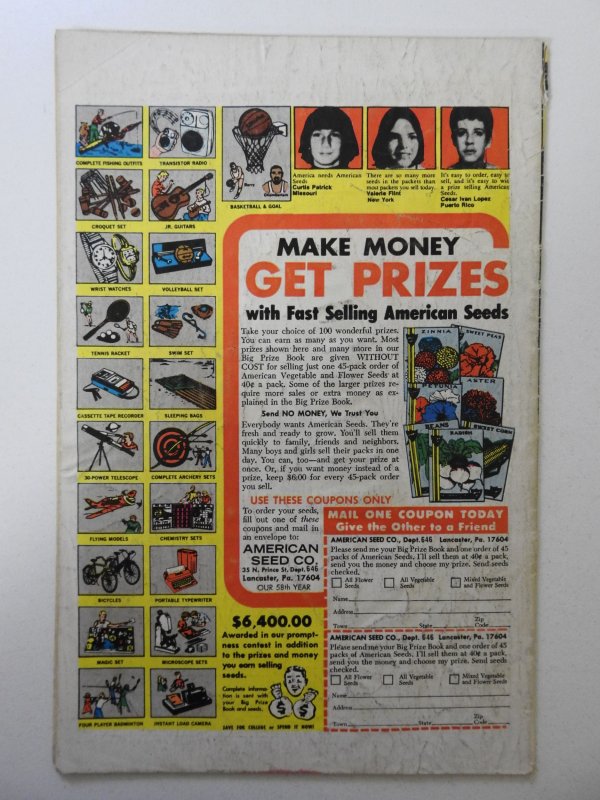 COMPLETE FISHING OUTFITS
TRANSISTOR RADIO
BASKETBALL & GOAL
CROQUET SET
JR. GUITARS
WRIST WATCHES
VOLLEYBALL SET
TENNIS RACKET
SWIM SET
CASSETTE TAPE RECORDER
SLEEPING BAGS
30-POWER TELESCOPE
COMPLETE ARCHERY SETS
FLYING MODELS
CHEMISTRY SETS
BICYCLES
PORTABLE TYPEWRITER
MAGIC SET
MICROSCOPE SETS
FOUR PLAYER BADMINTON
INSTANT LOAD CAMERA
America needs American
Seeds
Curtis Patrick
Missouri
There are so many more
seeds in the packets than
most packets you sell today.
Valerie Flint
New York
It's easy to order, easy to
sell, and it's easy to win
a prize selling American
Seeds.
Cesar Ivan Lopez
Puerto Rico
MAKE MONEY
GET PRIZES
with Fast Selling American Seeds
Take your choice of 100 wonderful prizes.
You can earn as many as you want. Most
prizes shown here and many more in our
Big Prize Book are given WITHOUT
COST for selling just one 45-pack order of
American Vegetable and Flower Seeds at
40¢ a pack. Some of the larger prizes re-
quire more sales or extra money as ex-
plained in the Big Prize Book.
Send NO MONEY, We Trust You
Everybody wants American Seeds. They're
fresh and ready to grow. You'll sell them
quickly to family, friends and neighbors.
Many boys and girls sell their packs in one
day. You can, too—and get your prize at
once. Or, if you want money instead of a
prize, keep $6.00 for every 45-pack order
you sell.
ZINNIA
SWEET PEAS
PETUNIA
ASTER
BEANS
RADISH
SWEET CORN
USE THESE COUPONS ONLY
To order your seeds,
fill out one of these
coupons and mail in
an envelope to:
AMERICAN
SEED CO.
35 N. Prince St, Dept. 646
Lancaster, Pa. 17604
OUR 58th YEAR
$6,400.00
Awarded in our prompt-
ness contest in addition
to the prizes and money
you earn selling
seeds.
Complete informa-
tion is sent with
your Big Prize
Book and seeds.
SAVE FOR COLLEGE or SPEND IT NOW!
MAIL ONE COUPON TODAY
Give the Other to a Friend
AMERICAN SEED CO., Dept. 646 Lancaster, Pa. 17604
Please send me your Big Prize Book and one order of 45
packs of American Seeds. I'll sell them at 40¢ a pack,
send you the money and choose my prize. Send seeds
checked.
All Flower
Seeds
All Vegetable
Seeds
Mixed Vegetable
and Flower Seeds
Name
Address
Town State Zip Code
AMERICAN SEED CO., Dept. 646 Lancaster, Pa. 17604
Please send me your Big Prize Book and one order of 45
packs of American Seeds. I'll sell them at 40¢ a pack,
send you the money and choose my prize. Send seeds
checked.
All Flower
Seeds
All Vegetable
Seeds
Mixed Vegetable
and Flower Seeds
Name
Address
Town State Zip Code